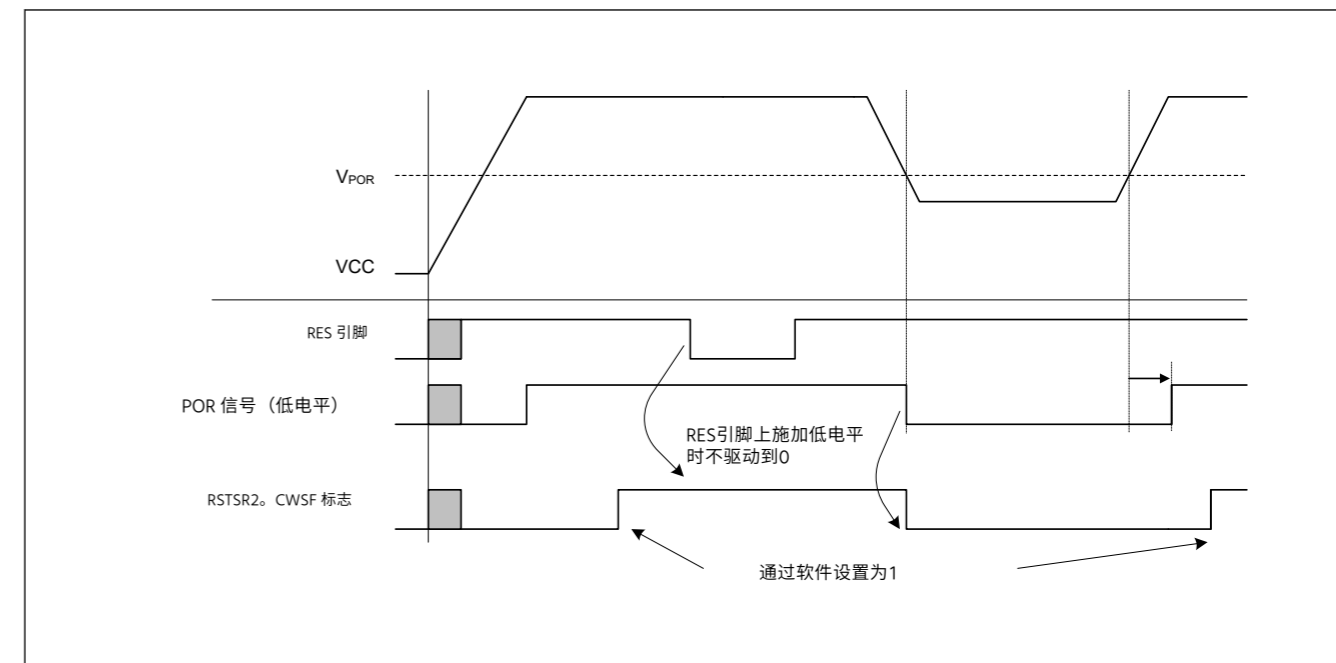 VPOR
VCC
RES 引脚
POR 信号（低电平）
RES引脚上施加低电平
时不驱动到0
RSTSR2。CWSF 标志
通过软件设置为1